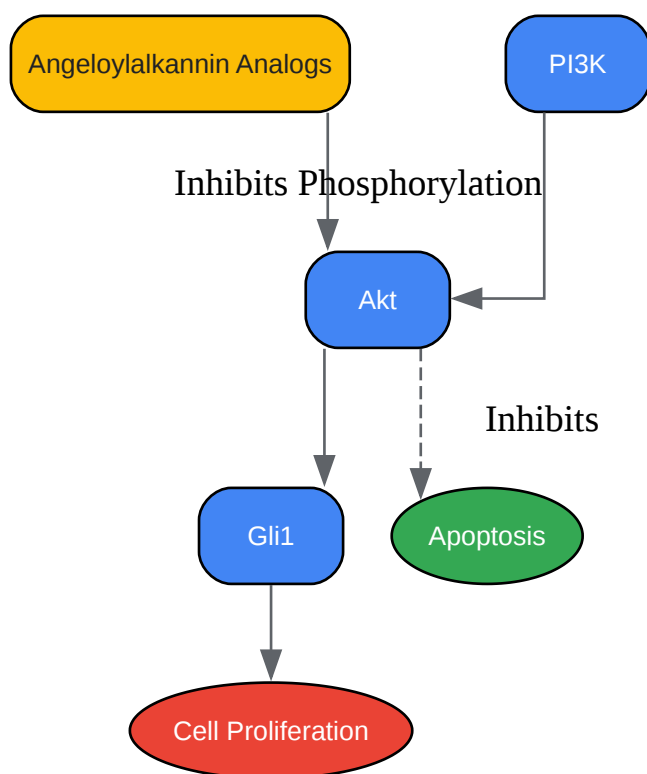 Angeloylalkannin Analogs
PI3K
Inhibits Phosphorylation
Akt
Inhibits
Gli1
Apoptosis
Cell Proliferation